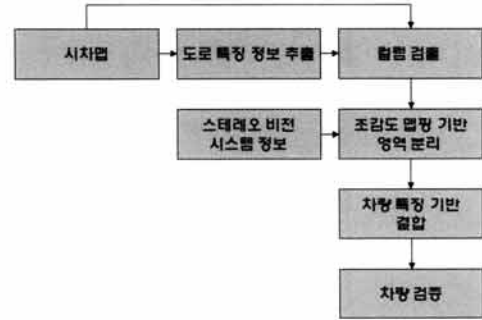 시차맵
도로 특징 정보 추출
컬럼 검출
스테레오 비전
시스템 정보
조감도 맵핑 기반
영역 분리
차량 특징 기반
결합
차량 검증